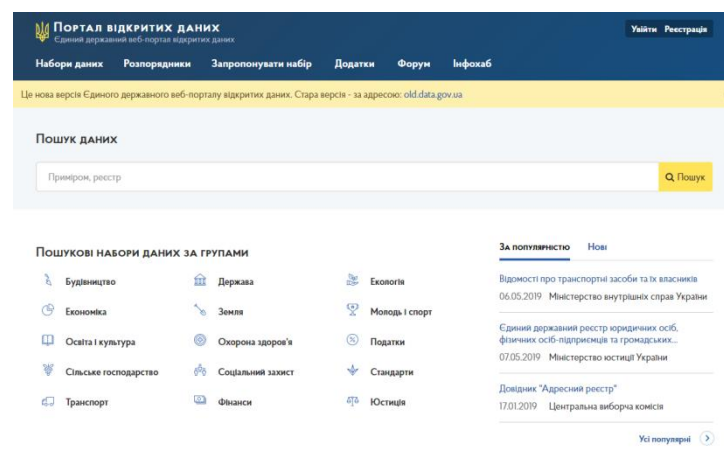 Портал відкритих даних
Єдиний державний веб-портал відкритих даних
Увійти Реєстрація
Набори даних Розпорядники Запропонувати набір Додатки Форум Інфохаб
Це нова версія Єдиного державного веб-порталу відкритих даних. Стара версія - за адресою: old.data.gov.ua
Пошук даних
Приміром, реєстр
Пошук
Пошукові набори даних за групами
Будівництво Держава Екологія
Економіка Земля Молодь і спорт
Освіта і культура Охорона здоров'я Податки
Сільське господарство Соціальний захист Стандарти
Транспорт Фінанси Юстиція
За популярністю Нові
Відомості про транспортні засоби та їх власників
06.05.2019 Міністерство внутрішніх справ України
Єдиний державний реєстр юридичних осіб,
фізичних осіб-підприємців та громадських...
07.05.2019 Міністерство юстиції України
Довідник "Адресний реєстр"
17.01.2019 Центральна виборча комісія
Усі популярні